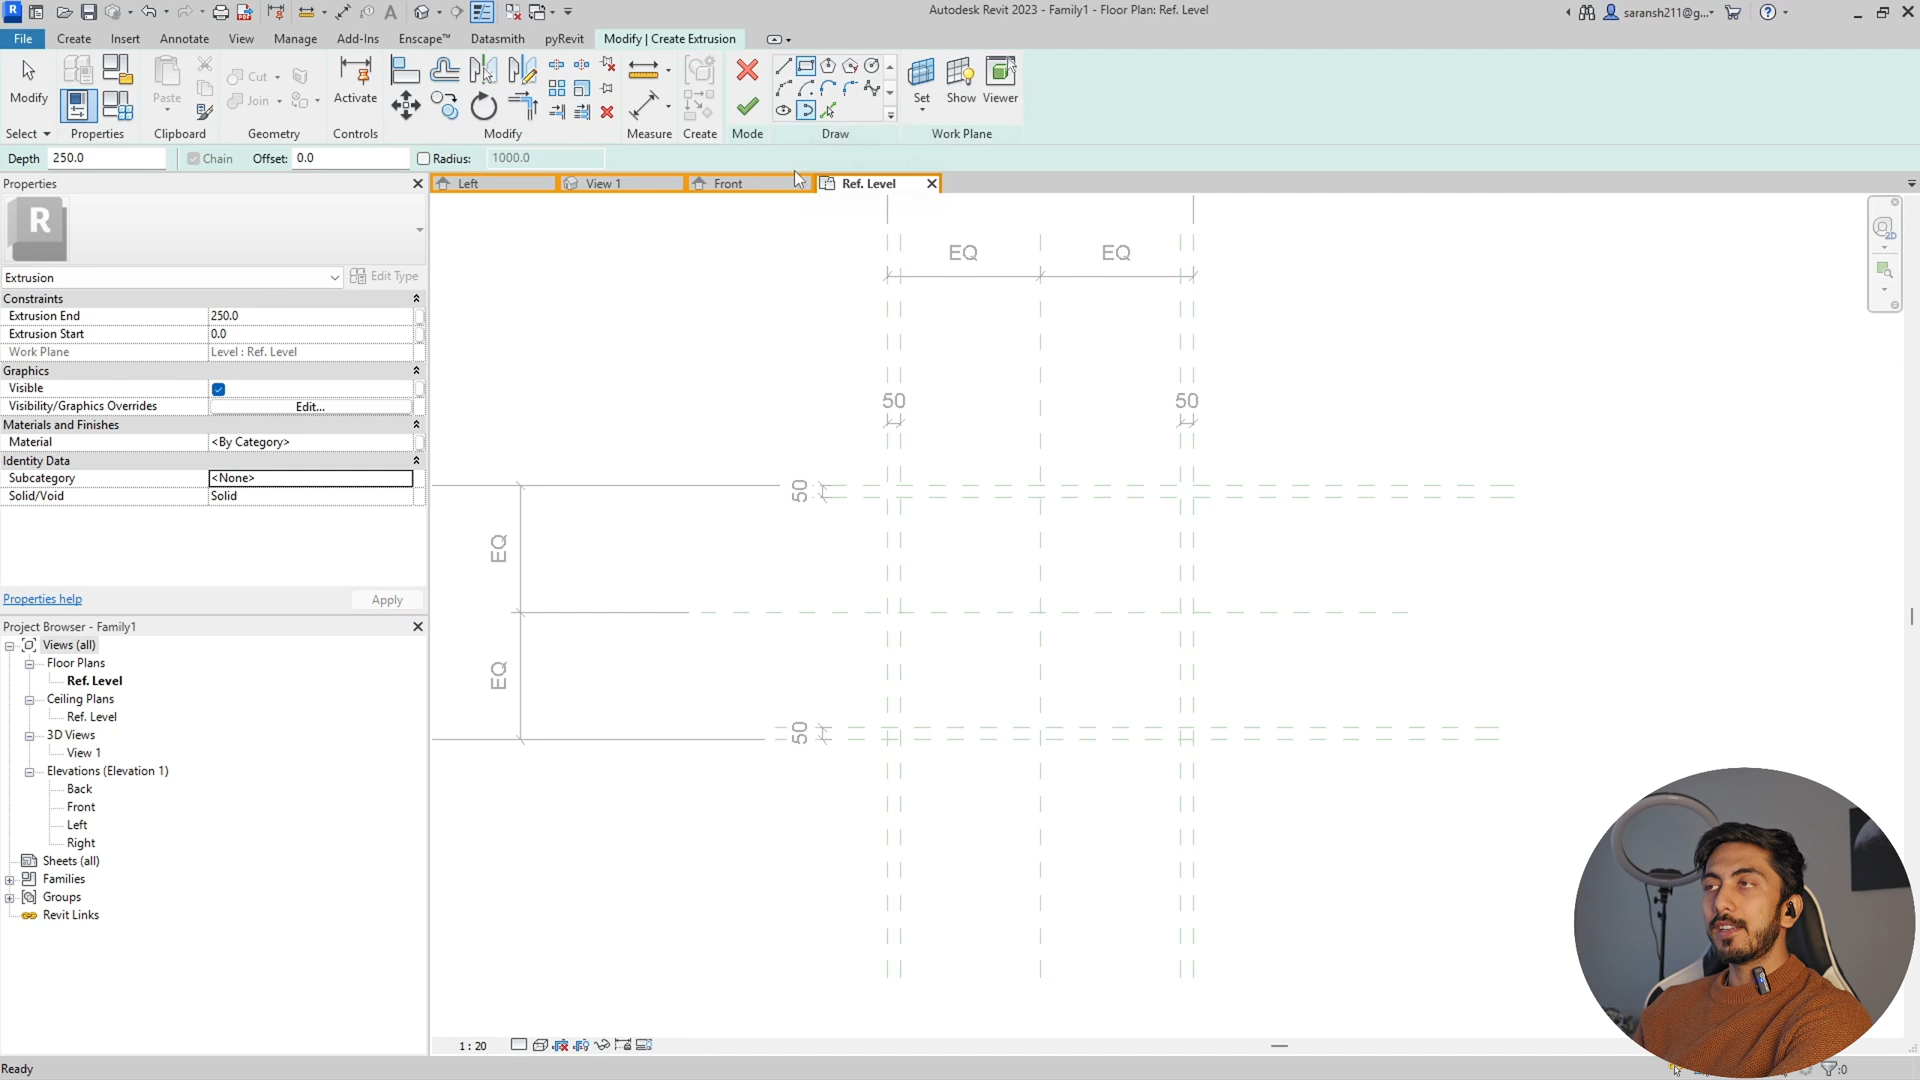 Autodesk Revit 2023 - Family1 - Floor Plan: Ref. Level
saransh211@g...
File Create Insert Annotate View Manage Add-Ins Enscape™ Datasmith pyRevit Modify | Create Extrusion
Modify Paste Cut Join Activate Set Show Viewer
Select Properties Clipboard Geometry Controls Modify Measure Create Mode Draw Work Plane
Depth 250.0 Chain Offset: 0.0 Radius: 1000.0
Properties
Left View 1 Front Ref. Level
R
Extrusion Edit Type
Constraints
Extrusion End 250.0
Extrusion Start 0.0
Work Plane Level : Ref. Level
Graphics
Visible
Visibility/Graphics Overrides Edit...
Materials and Finishes
Material <By Category>
Identity Data
Subcategory <None>
Solid/Void Solid
Properties help Apply
Project Browser - Family1
Views (all)
Floor Plans
Ref. Level
Ceiling Plans
Ref. Level
3D Views
View 1
Elevations (Elevation 1)
Back
Front
Left
Right
Sheets (all)
Families
Groups
Revit Links
EQ EQ
50 50
50
EQ
EQ
50
2D
1 : 20
Ready
:0